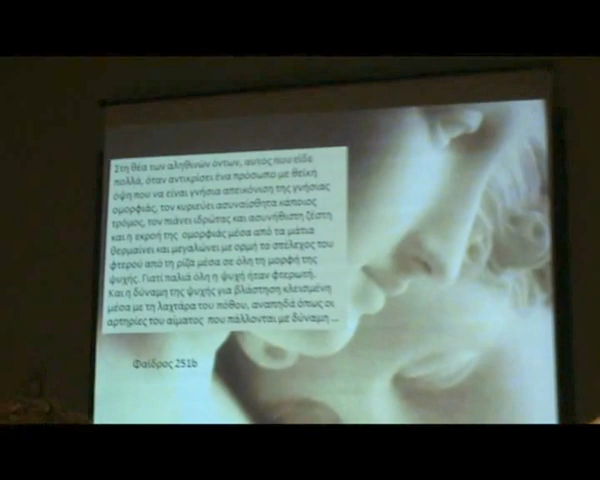 Στη θέα των αληθινών όντων, αυτός που είδε
πολλά, όταν αντικρίσει ένα πρόσωπο με θεϊκή
όψη που να είναι γνήσια απεικόνιση της γνήσιας
ομορφιάς, τον κυριεύει ασυναίσθητα κάποιος
τρόμος, τον πιάνει ιδρώτας και ασυνήθιστη ζέστη
και η εκροή της ομορφιάς μέσα από τα μάτια
θερμαίνει και μεγαλώνει με ορμή το στέλεχος του
φτερού από τη ρίζα μέσα σε όλη τη μορφή της
ψυχής. Γιατί παλιά όλη η ψυχή ήταν φτερωτή.
Και η δύναμη της ψυχής για βλάστηση κλεισμένη
μέσα με τη λαχτάρα του πόθου, αναπηδά όπως οι
αρτηρίες του αίματος που πάλλονται με δύναμη ...
Φαίδρος 251b